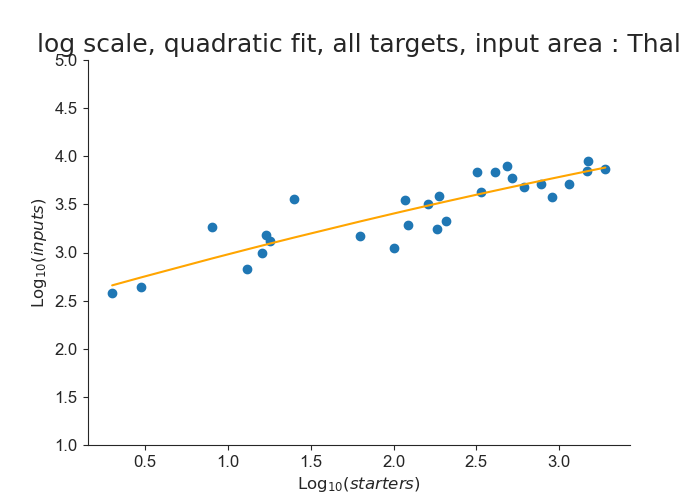 log scale, quadratic fit, all targets, input area : Thal
5.0
4.5
4.0
3.5
3.0
2.5
2.0
1.5
1.0
Log₁₀(inputs)
0.5 1.0 1.5 2.0 2.5 3.0
Log₁₀(starters)